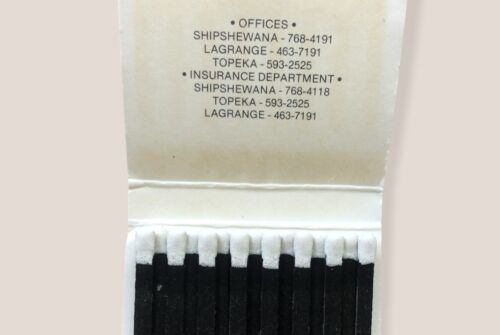 • OFFICES •
SHIPSHEWANA - 768-4191
LAGRANGE - 463-7191
TOPEKA - 593-2525
• INSURANCE DEPARTMENT •
SHIPSHEWANA - 768-4118
TOPEKA - 593-2525
LAGRANGE - 463-7191